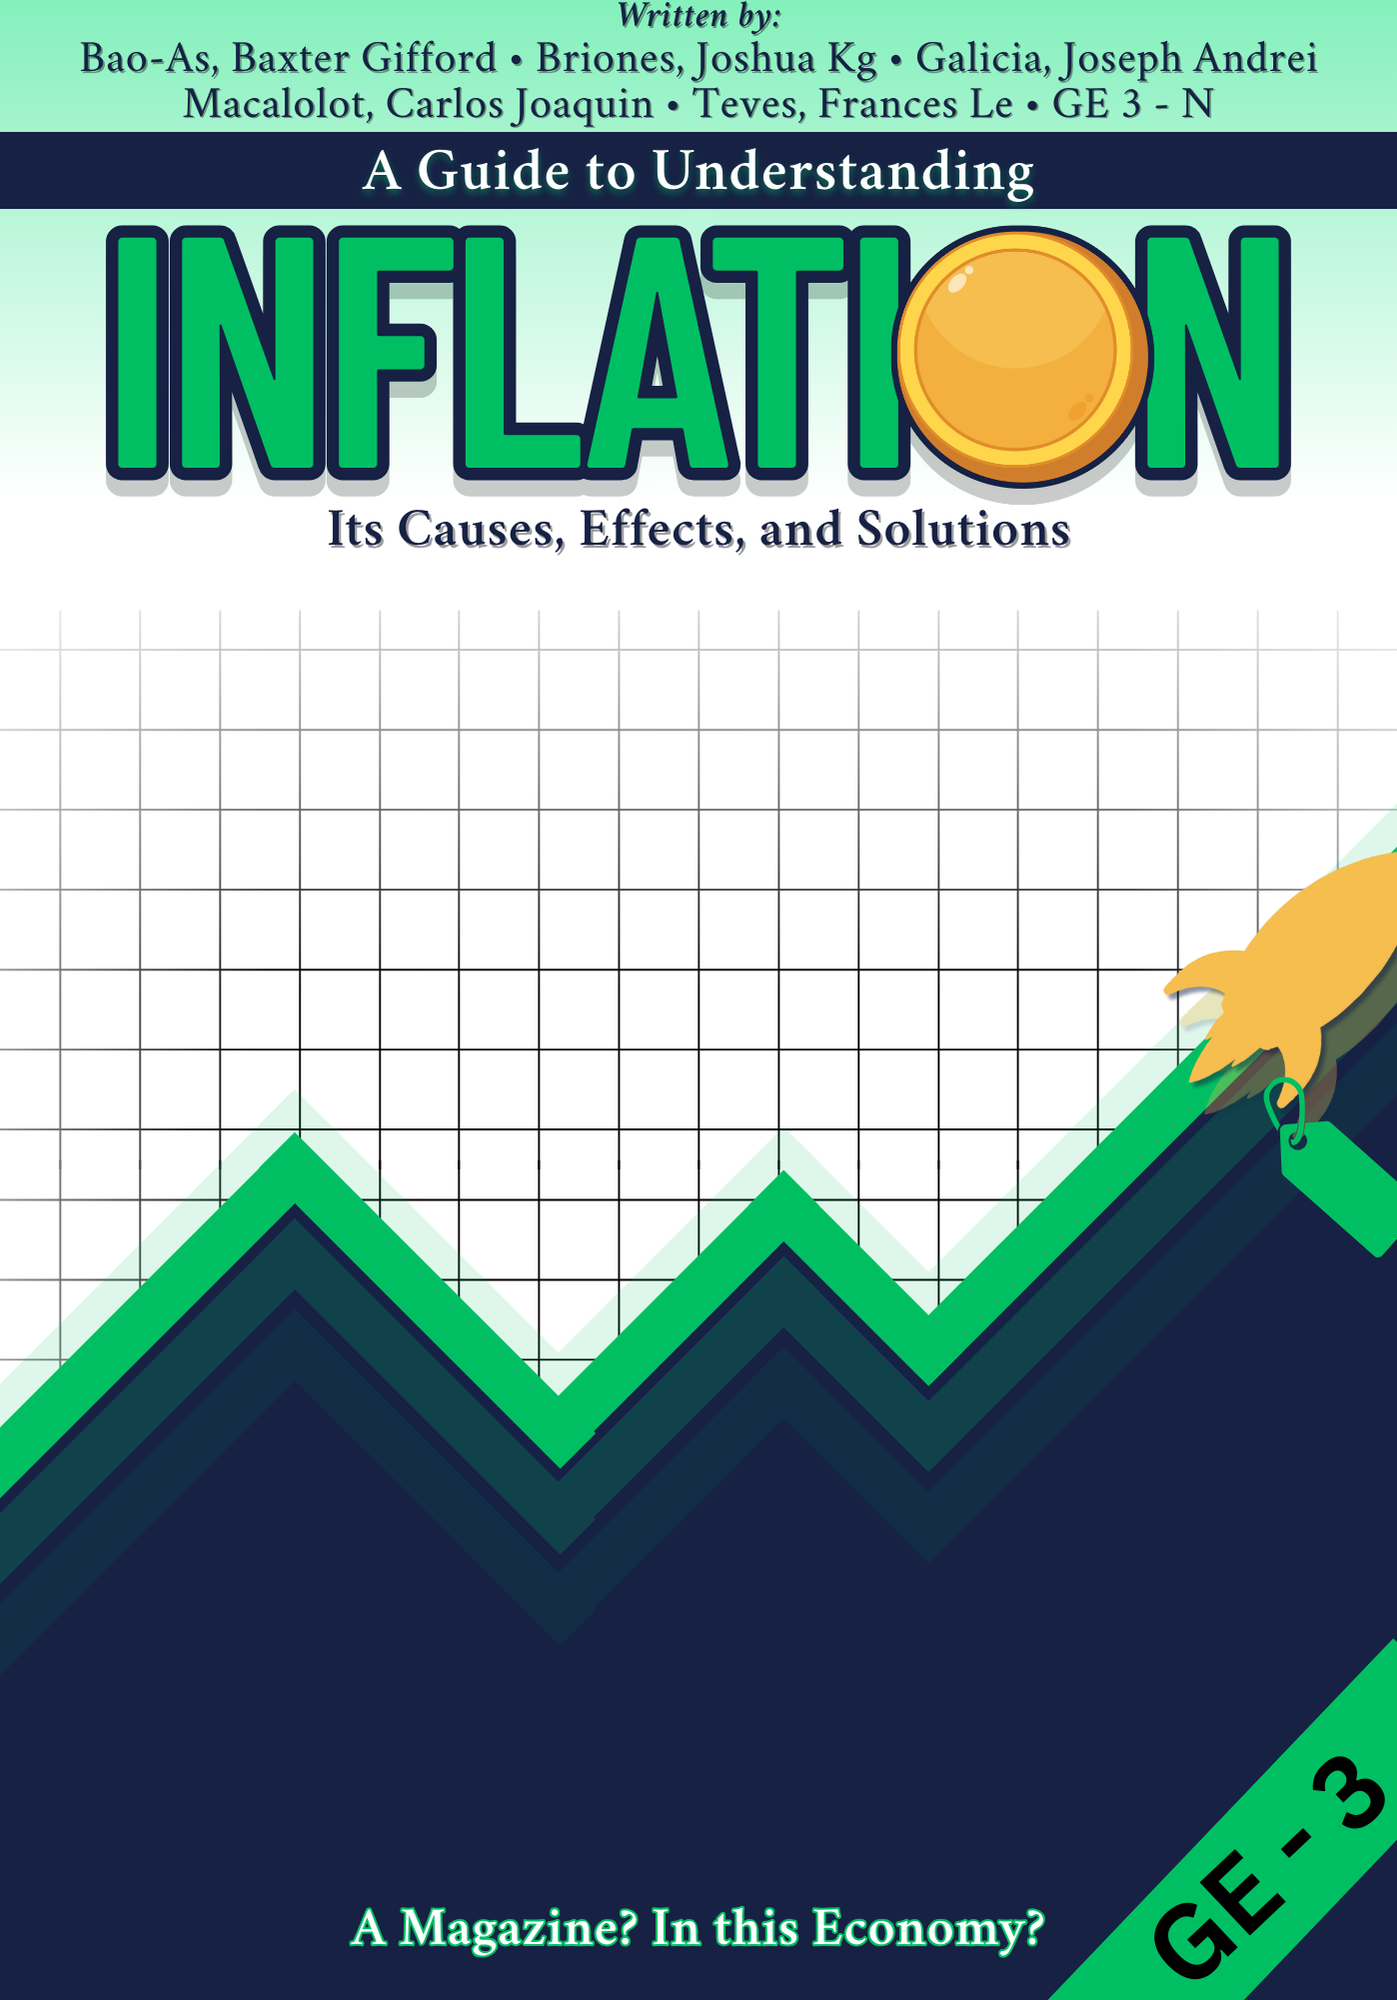 Written by:
Bao-As, Baxter Gifford • Briones, Joshua Kg • Galicia, Joseph Andrei
Macalolot, Carlos Joaquin • Teves, Frances Le • GE 3 - N
A Guide to Understanding
INFLATION
Its Causes, Effects, and Solutions
GE - 3
A Magazine? In this Economy?